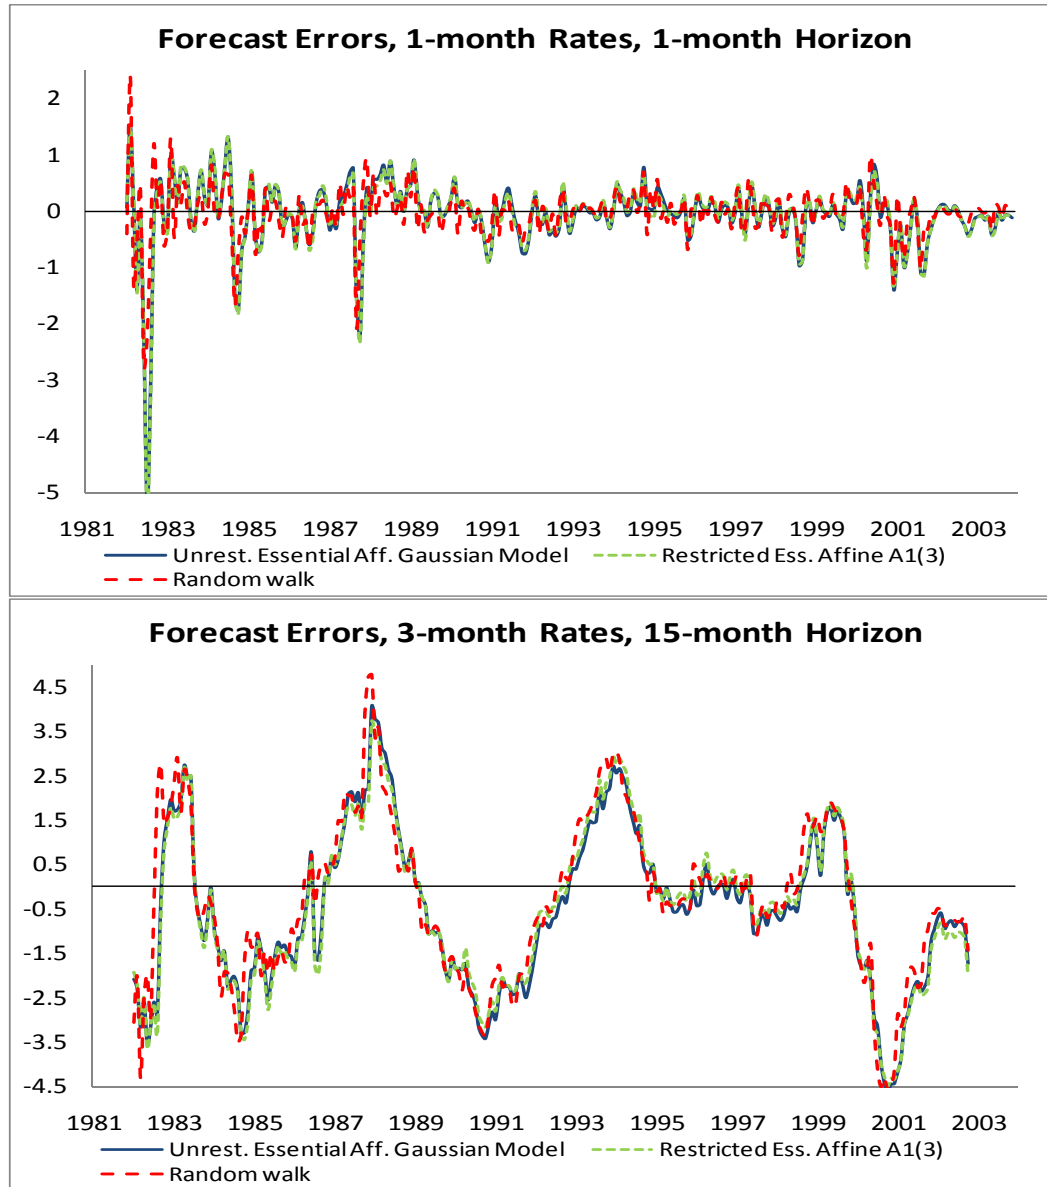 Forecast Errors, 1-month Rates, 1-month Horizon
2
1
0
-1
-2
-3
-4
-5
1981 1983 1985 1987 1989 1991 1993 1995 1997 1999 2001 2003
Unrest. Essential Aff. Gaussian Model Restricted Ess. Affine A1(3)
Random walk
Forecast Errors, 3-month Rates, 15-month Horizon
4.5
3.5
2.5
1.5
0.5
-0.5
-1.5
-2.5
-3.5
-4.5
1981 1983 1985 1987 1989 1991 1993 1995 1997 1999 2001 2003
Unrest. Essential Aff. Gaussian Model Restricted Ess. Affine A1(3)
Random walk